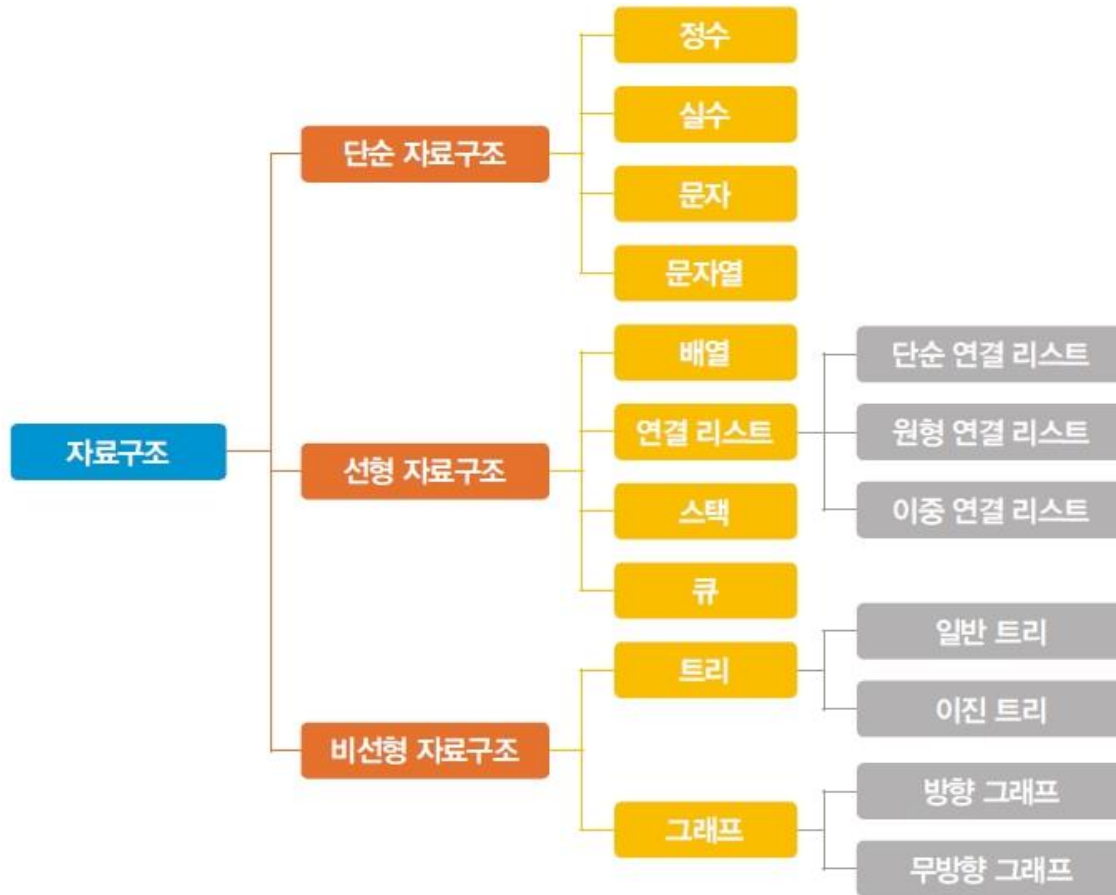 자료구조
단순 자료구조
정수
실수
문자
문자열
선형 자료구조
배열
연결 리스트
단순 연결 리스트
원형 연결 리스트
이중 연결 리스트
스택
큐
비선형 자료구조
트리
일반 트리
이진 트리
그래프
방향 그래프
무방향 그래프